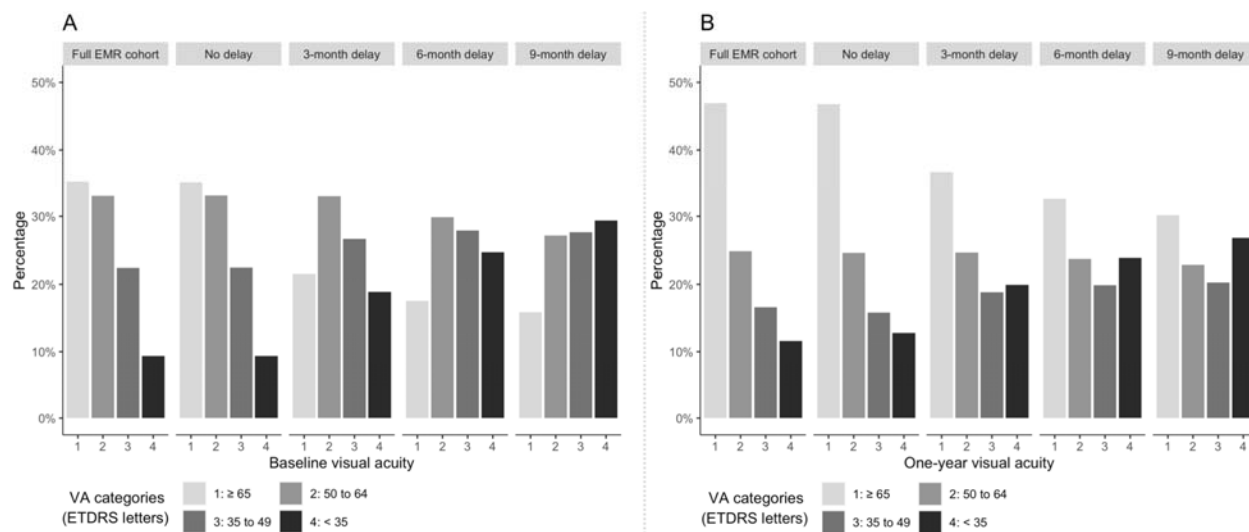 A
Full EMR cohort
No delay
3-month delay
6-month delay
9-month delay
50%
40%
30%
20%
10%
0%
Percentage
1 2 3 4
1 2 3 4
1 2 3 4
1 2 3 4
1 2 3 4
Baseline visual acuity
VA categories
(ETDRS letters)
1: ≥ 65
2: 50 to 64
3: 35 to 49
4: < 35
B
Full EMR cohort
No delay
3-month delay
6-month delay
9-month delay
50%
40%
30%
20%
10%
0%
Percentage
1 2 3 4
1 2 3 4
1 2 3 4
1 2 3 4
1 2 3 4
One-year visual acuity
VA categories
(ETDRS letters)
1: ≥ 65
2: 50 to 64
3: 35 to 49
4: < 35